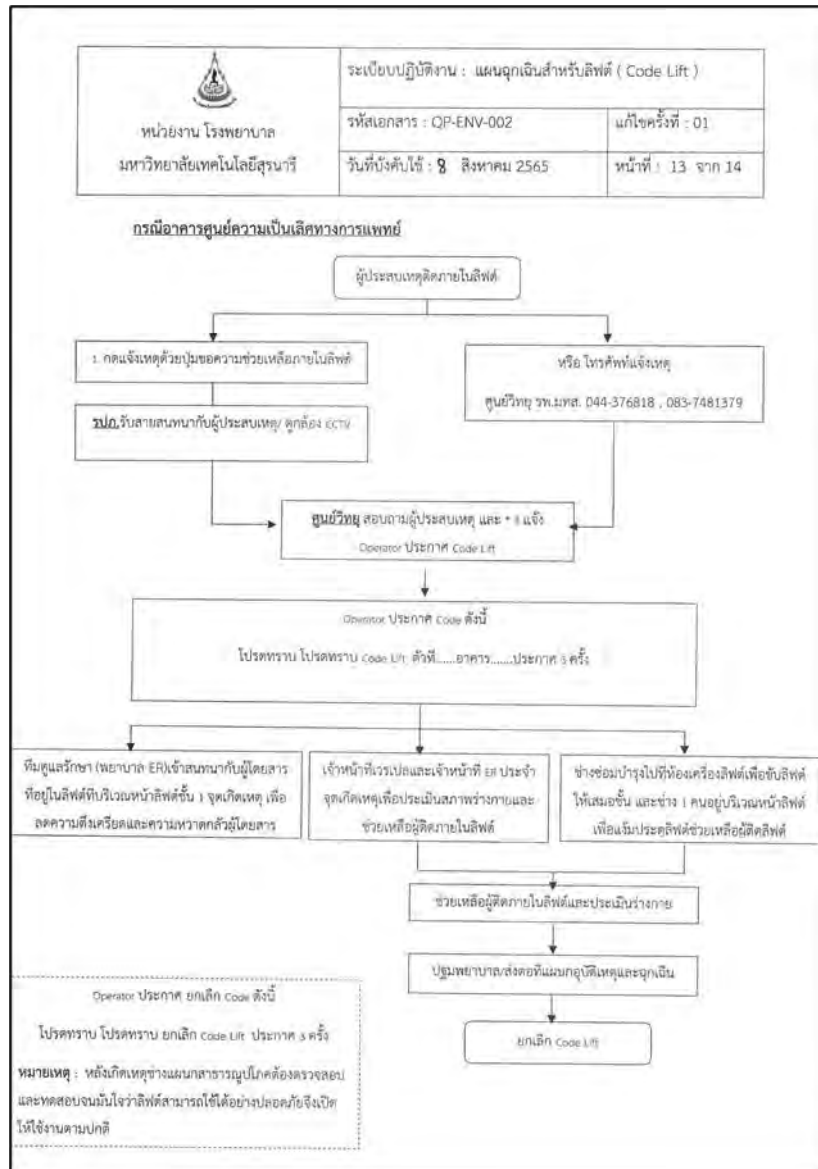 หน่วยงาน โรงพยาบาล
มหาวิทยาลัยเทคโนโลยีสุรนารี
ระเบียบปฏิบัติงาน : แผนฉุกเฉินสำหรับลิฟต์ ( Code Lift )
รหัสเอกสาร : QP-ENV-002
แก้ไขครั้งที่ : 01
วันที่บังคับใช้ : 8 สิงหาคม 2565
หน้าที่ : 13 จาก 14
กรณีอาคารศูนย์ความเป็นเลิศทางการแพทย์
ผู้ประสบเหตุติดภายในลิฟต์
1. กดแจ้งเหตุด้วยปุ่มขอความช่วยเหลือภายในลิฟต์
รปภ.รับสายสนทนากับผู้ประสบเหตุ/ ดูกล้อง CCTV
หรือ โทรศัพท์แจ้งเหตุ
ศูนย์วิทยุ รพ.มทส. 044-376818 , 083-7481379
ศูนย์วิทยุ สอบถามผู้ประสบเหตุ และ แจ้ง
Operator ประกาศ Code Lift
Operator ประกาศ Code ดังนี้
โปรดทราบ โปรดทราบ Code Lift ตัวที่......อาคาร.......ประกาศ 3 ครั้ง
ทีมดูแลรักษา (พยาบาล ER)เข้าสนทนากับผู้โดยสาร
ที่อยู่ในลิฟต์ที่บริเวณหน้าลิฟต์ชั้น 1 จุดเกิดเหตุ เพื่อ
ลดความตึงเครียดและความหวาดกลัวผู้โดยสาร
เจ้าหน้าที่เวรเปลและเจ้าหน้าที่ ER ประจำ
จุดเกิดเหตุเพื่อประเมินสภาพร่างกายและ
ช่วยเหลือผู้ติดภายในลิฟต์
ช่างซ่อมบำรุงไปที่ห้องเครื่องลิฟต์เพื่อขับลิฟต์
ให้เสมอชั้น และช่าง 1 คนอยู่บริเวณหน้าลิฟต์
เพื่อแง้มประตูลิฟต์ช่วยเหลือผู้ติดลิฟต์
ช่วยเหลือผู้ติดภายในลิฟต์และประเมินร่างกาย
ปฐมพยาบาล/ส่งต่อที่แผนกอุบัติเหตุและฉุกเฉิน
ยกเลิก Code Lift
Operator ประกาศ ยกเลิก Code ดังนี้
โปรดทราบ โปรดทราบ ยกเลิก Code Lift ประกาศ 3 ครั้ง
หมายเหตุ : หลังเกิดเหตุช่างแผนกสาธารณูปโภคต้องตรวจสอบ
และทดสอบจนมั่นใจว่าลิฟต์สามารถใช้ได้อย่างปลอดภัยจึงเปิด
ให้ใช้งานตามปกติ